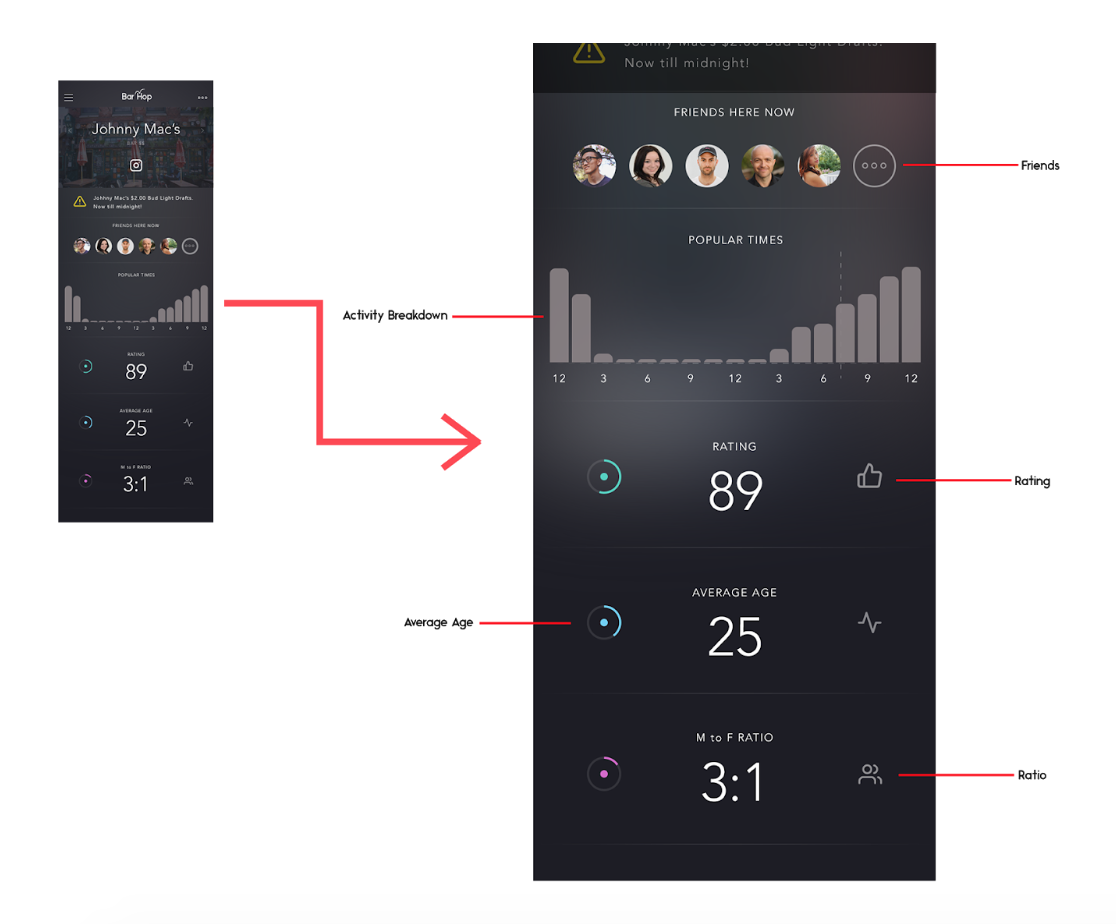 Bar Hop
Johnny Mac's
Johnny Mac's $2.00 Bud Light Drafts.
Now till midnight!
FRIENDS HERE NOW
POPULAR TIMES
12 3 6 9 12 3 6 9 12
RATING
89
AVERAGE AGE
25
M to F RATIO
3:1
Johnny Mac's $2.00 Bud Light Drafts.
Now till midnight!
FRIENDS HERE NOW
Friends
POPULAR TIMES
Activity Breakdown
12 3 6 9 12 3 6 9 12
RATING
89
Rating
AVERAGE AGE
25
Average Age
M to F RATIO
3:1
Ratio